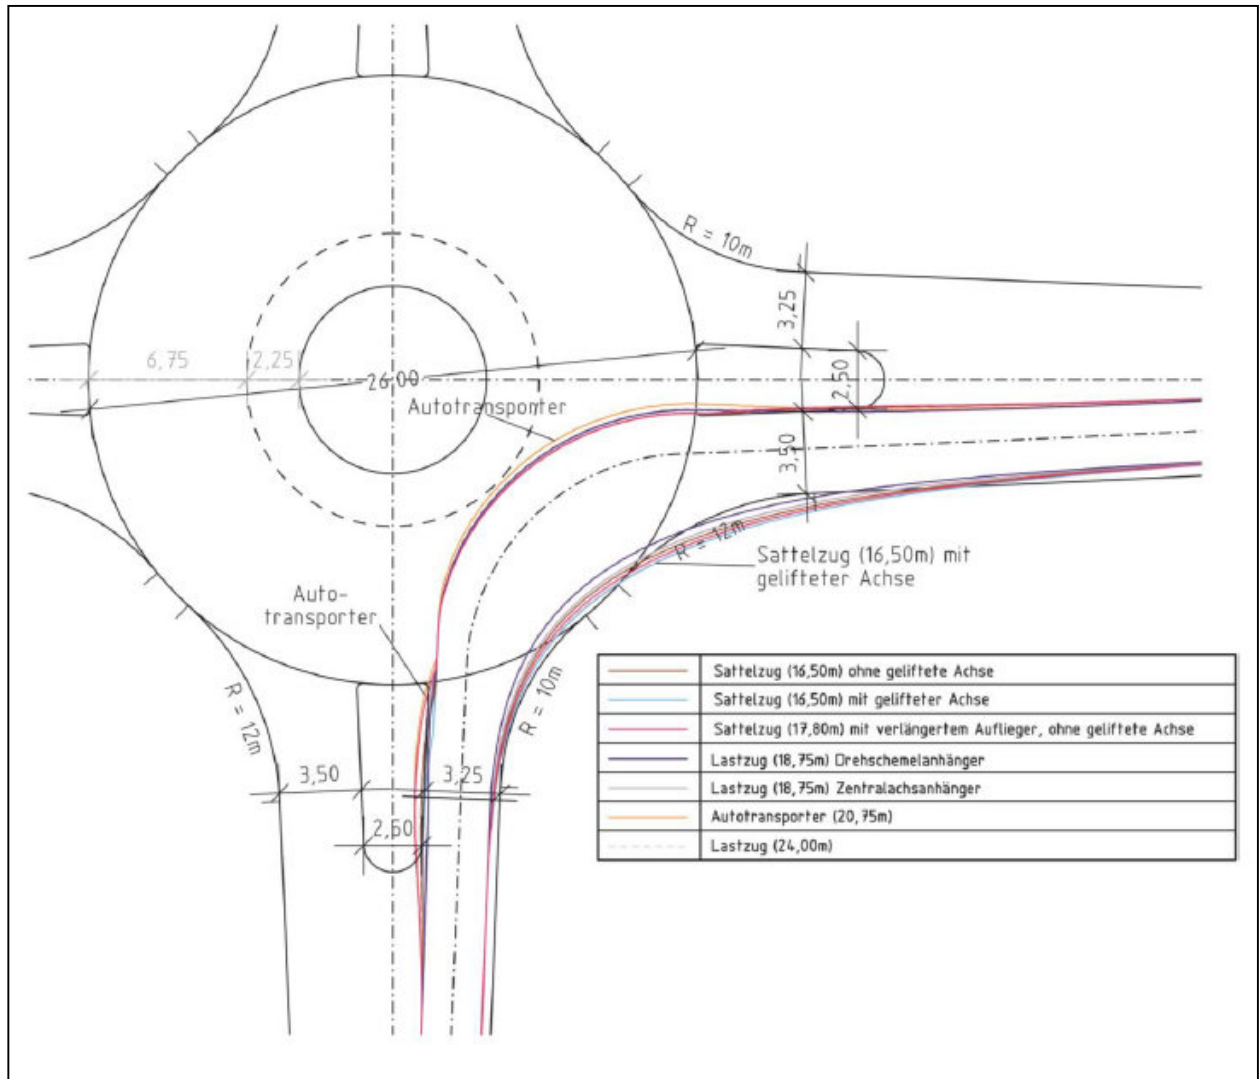 R = 10m
3,25
6,75
2,25
26,00
2,50
Autotransporter
3,50
R = 12m
Sattelzug (16,50m) mit
gelifteter Achse
Auto-
transporter
R = 12m
R = 10m
3,50
3,25
2,50
Sattelzug (16,50m) ohne geliftete Achse
Sattelzug (16,50m) mit gelifteter Achse
Sattelzug (17,80m) mit verlängertem Auflieger, ohne geliftete Achse
Lastzug (18,75m) Drehschemelanhänger
Lastzug (18,75m) Zentralachsanhänger
Autotransporter (20,75m)
Lastzug (24,00m)